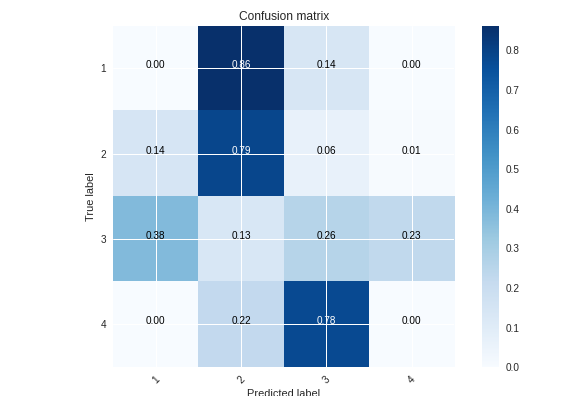 Confusion matrix
1 0.00 0.86 0.14 0.00
2 0.14 0.79 0.06 0.01
3 0.38 0.13 0.26 0.23
4 0.00 0.22 0.78 0.00
1 2 3 4
True label
Predicted label
0.8
0.7
0.6
0.5
0.4
0.3
0.2
0.1
0.0